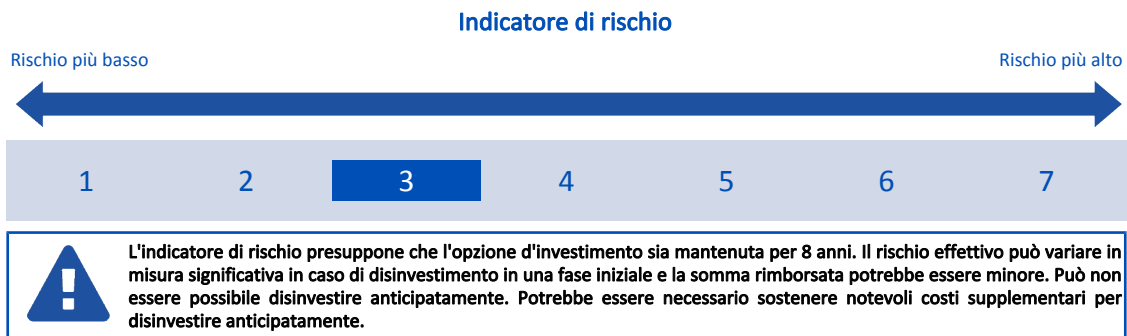 Indicatore di rischio
Rischio più basso
Rischio più alto
1 2 3 4 5 6 7
L'indicatore di rischio presuppone che l'opzione d'investimento sia mantenuta per 8 anni. Il rischio effettivo può variare in
misura significativa in caso di disinvestimento in una fase iniziale e la somma rimborsata potrebbe essere minore. Può non
essere possibile disinvestire anticipatamente. Potrebbe essere necessario sostenere notevoli costi supplementari per
disinvestire anticipatamente.